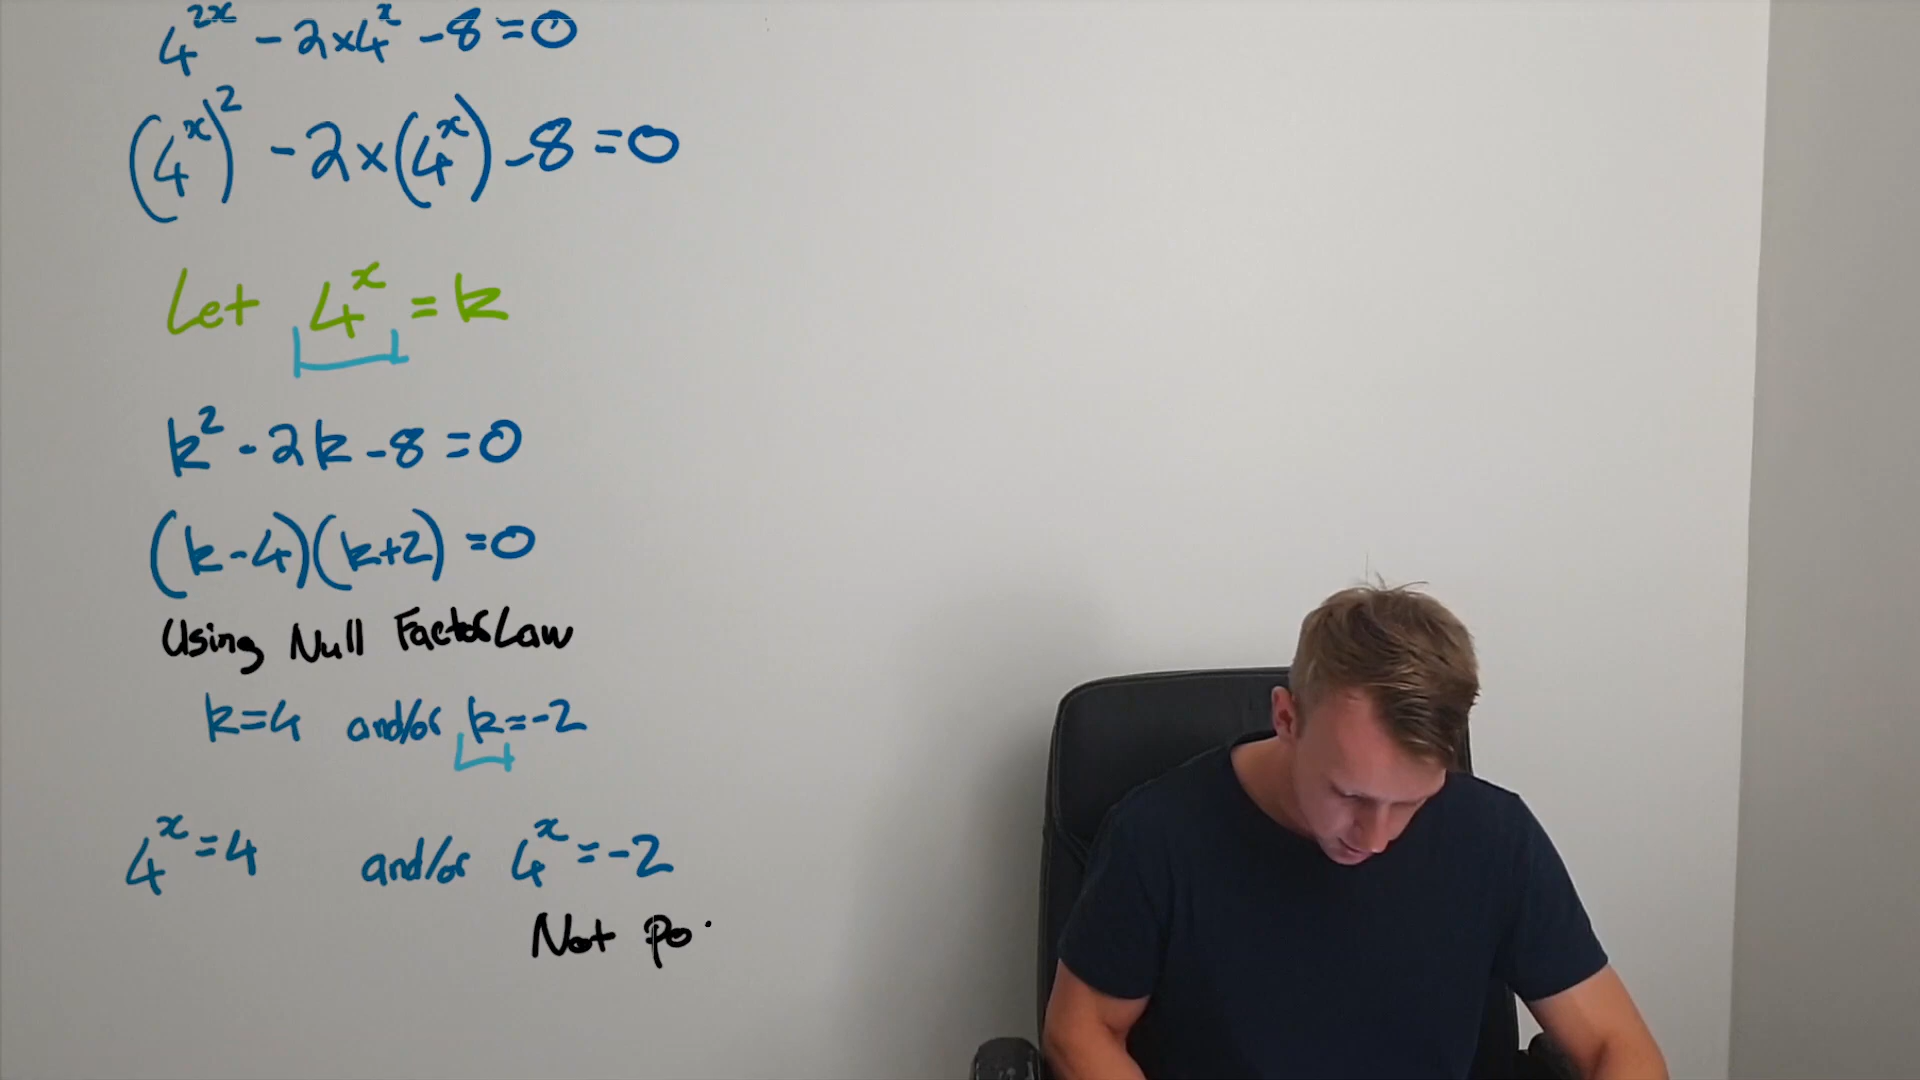 4^2x - 2×4^x - 8 = 0
(4^x)^2 - 2×(4^x) - 8 = 0
Let 4^x = k
k^2 - 2k - 8 = 0
(k-4)(k+2) = 0
Using Null Factor Law
k=4 and/or k=-2
4^x = 4 and/or 4^x = -2
Not po